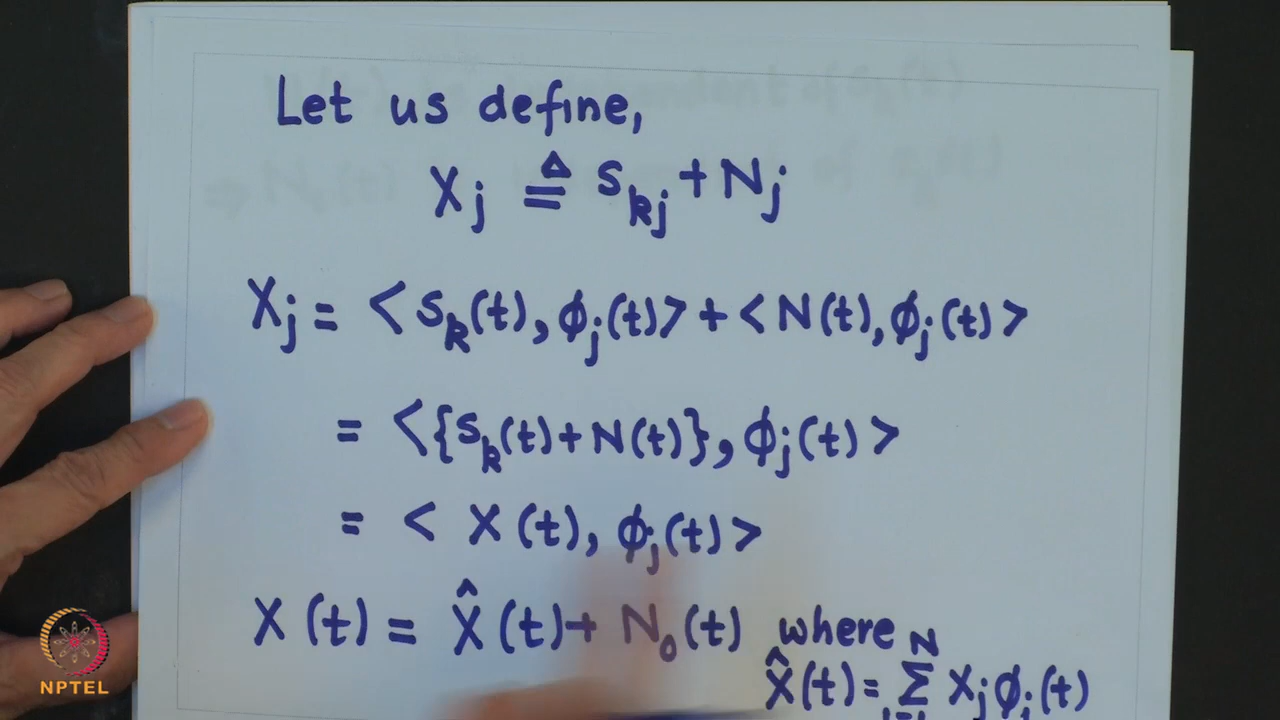 Let us define,
X_j ≜ s_kj + N_j
X_j = < s_k(t), ϕ_j(t) > + < N(t), ϕ_j(t) >
= < {s_k(t) + N(t)}, ϕ_j(t) >
= < X(t), ϕ_j(t) >
X(t) = X̂(t) + N_0(t) where
X̂(t) = Σ^N X_j ϕ_j(t)
NPTEL